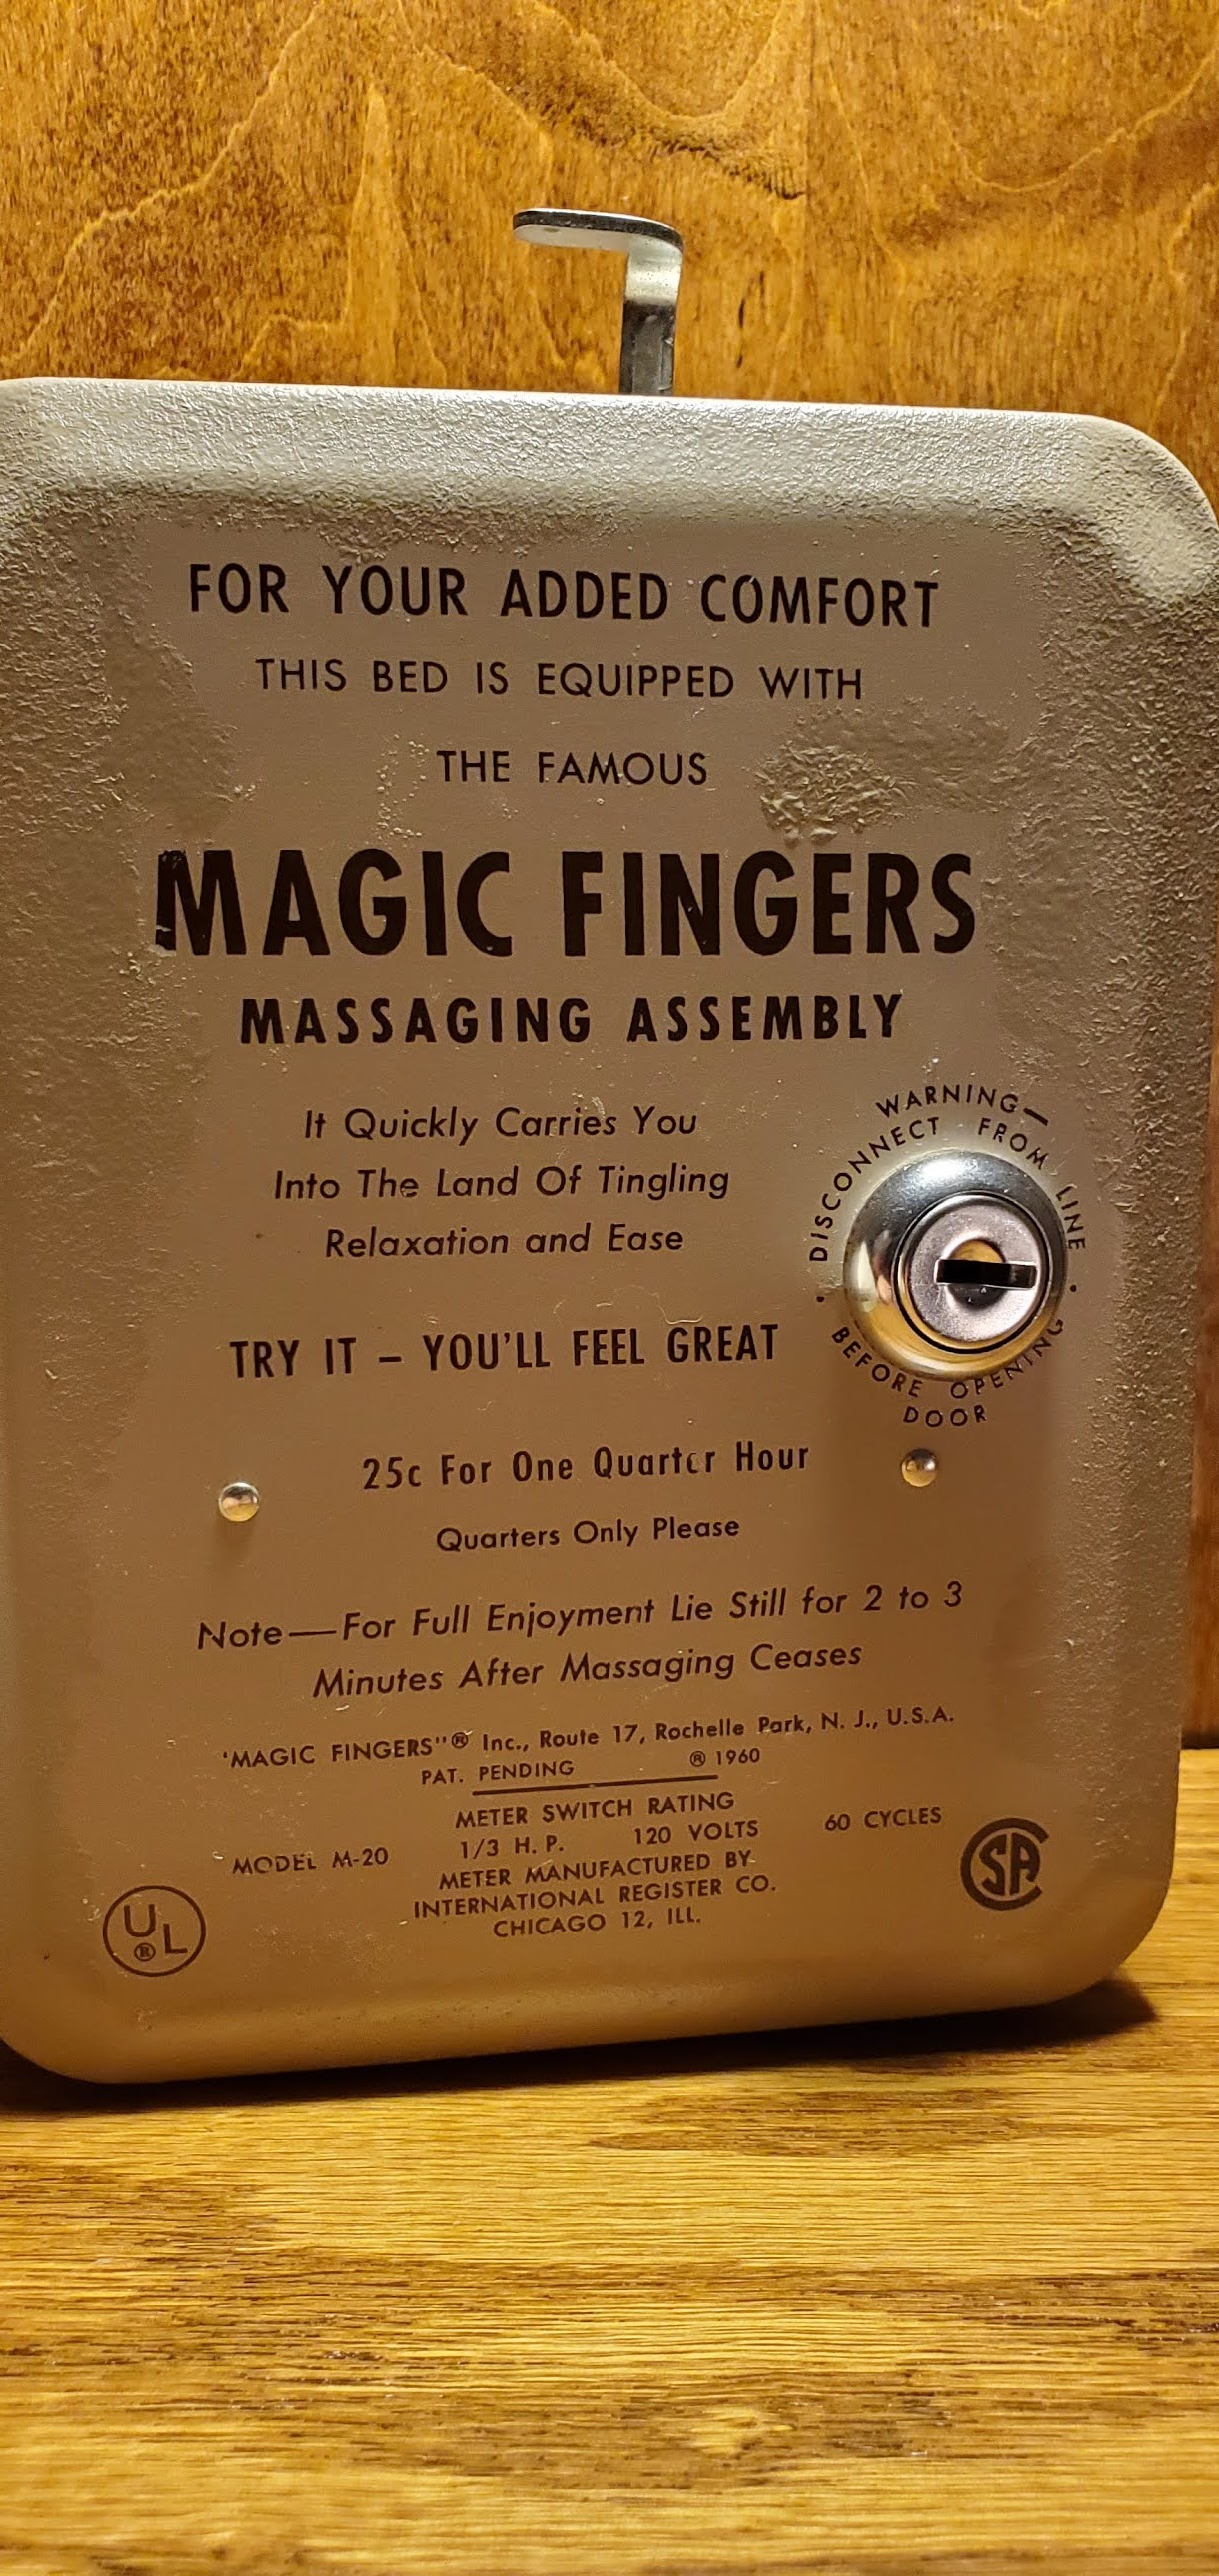 FOR YOUR ADDED COMFORT
THIS BED IS EQUIPPED WITH
THE FAMOUS
MAGIC FINGERS
MASSAGING ASSEMBLY
It Quickly Carries You
Into The Land Of Tingling
Relaxation and Ease
WARNING—
DISCONNECT FROM LINE
• BEFORE OPENING •
DOOR
TRY IT – YOU'LL FEEL GREAT
25c For One Quarter Hour
Quarters Only Please
Note—For Full Enjoyment Lie Still for 2 to 3
Minutes After Massaging Ceases
'MAGIC FINGERS"® Inc., Route 17, Rochelle Park, N. J., U.S.A.
PAT. PENDING ® 1960
METER SWITCH RATING
MODEL M-20 1/3 H. P. 120 VOLTS 60 CYCLES
METER MANUFACTURED BY
INTERNATIONAL REGISTER CO.
CHICAGO 12, ILL.
UL ®
SA